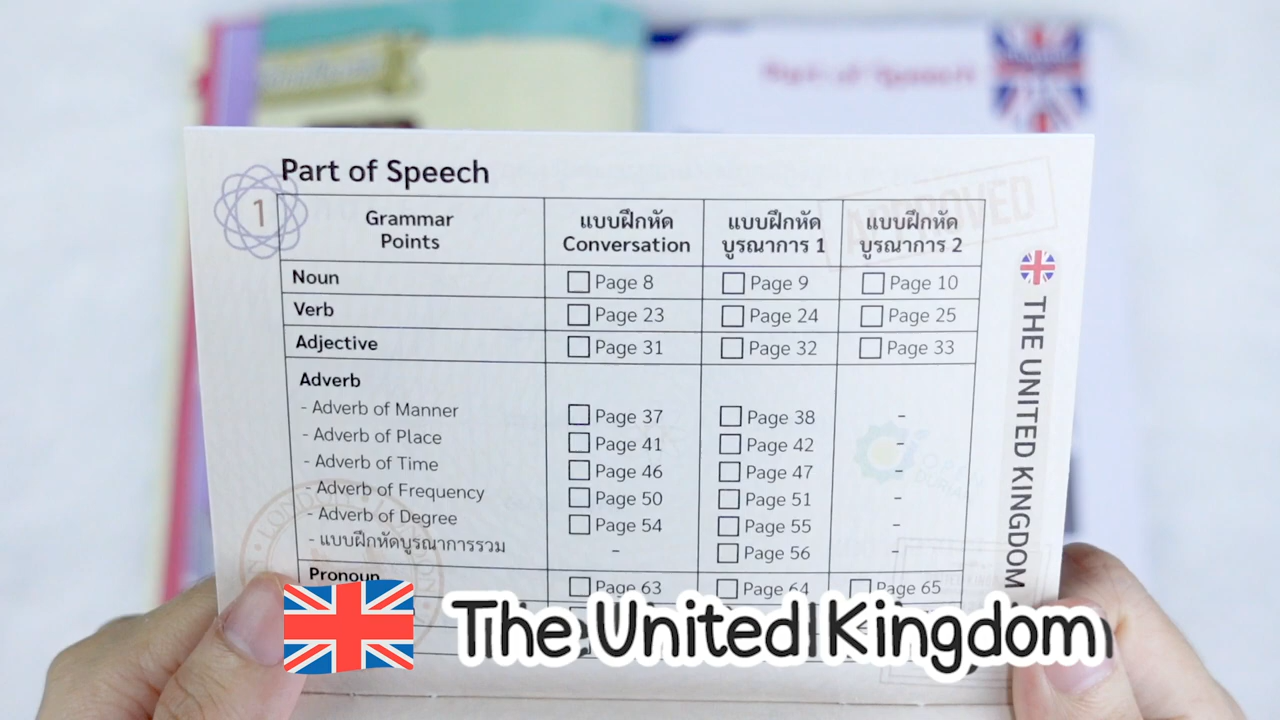 Part of Speech
Part of Speech
1
Grammar Points
แบบฝึกหัด Conversation
แบบฝึกหัด บูรณาการ 1
แบบฝึกหัด บูรณาการ 2
APPROVED
Noun Page 8 Page 9 Page 10
Verb Page 23 Page 24 Page 25
Adjective Page 31 Page 32 Page 33
Adverb
- Adverb of Manner Page 37 Page 38 -
- Adverb of Place Page 41 Page 42 -
- Adverb of Time Page 46 Page 47 -
- Adverb of Frequency Page 50 Page 51 -
- Adverb of Degree Page 54 Page 55 -
- แบบฝึกหัดบูรณาการรวม - Page 56 -
Pronoun Page 63 Page 64 Page 65
THE UNITED KINGDOM
The United Kingdom